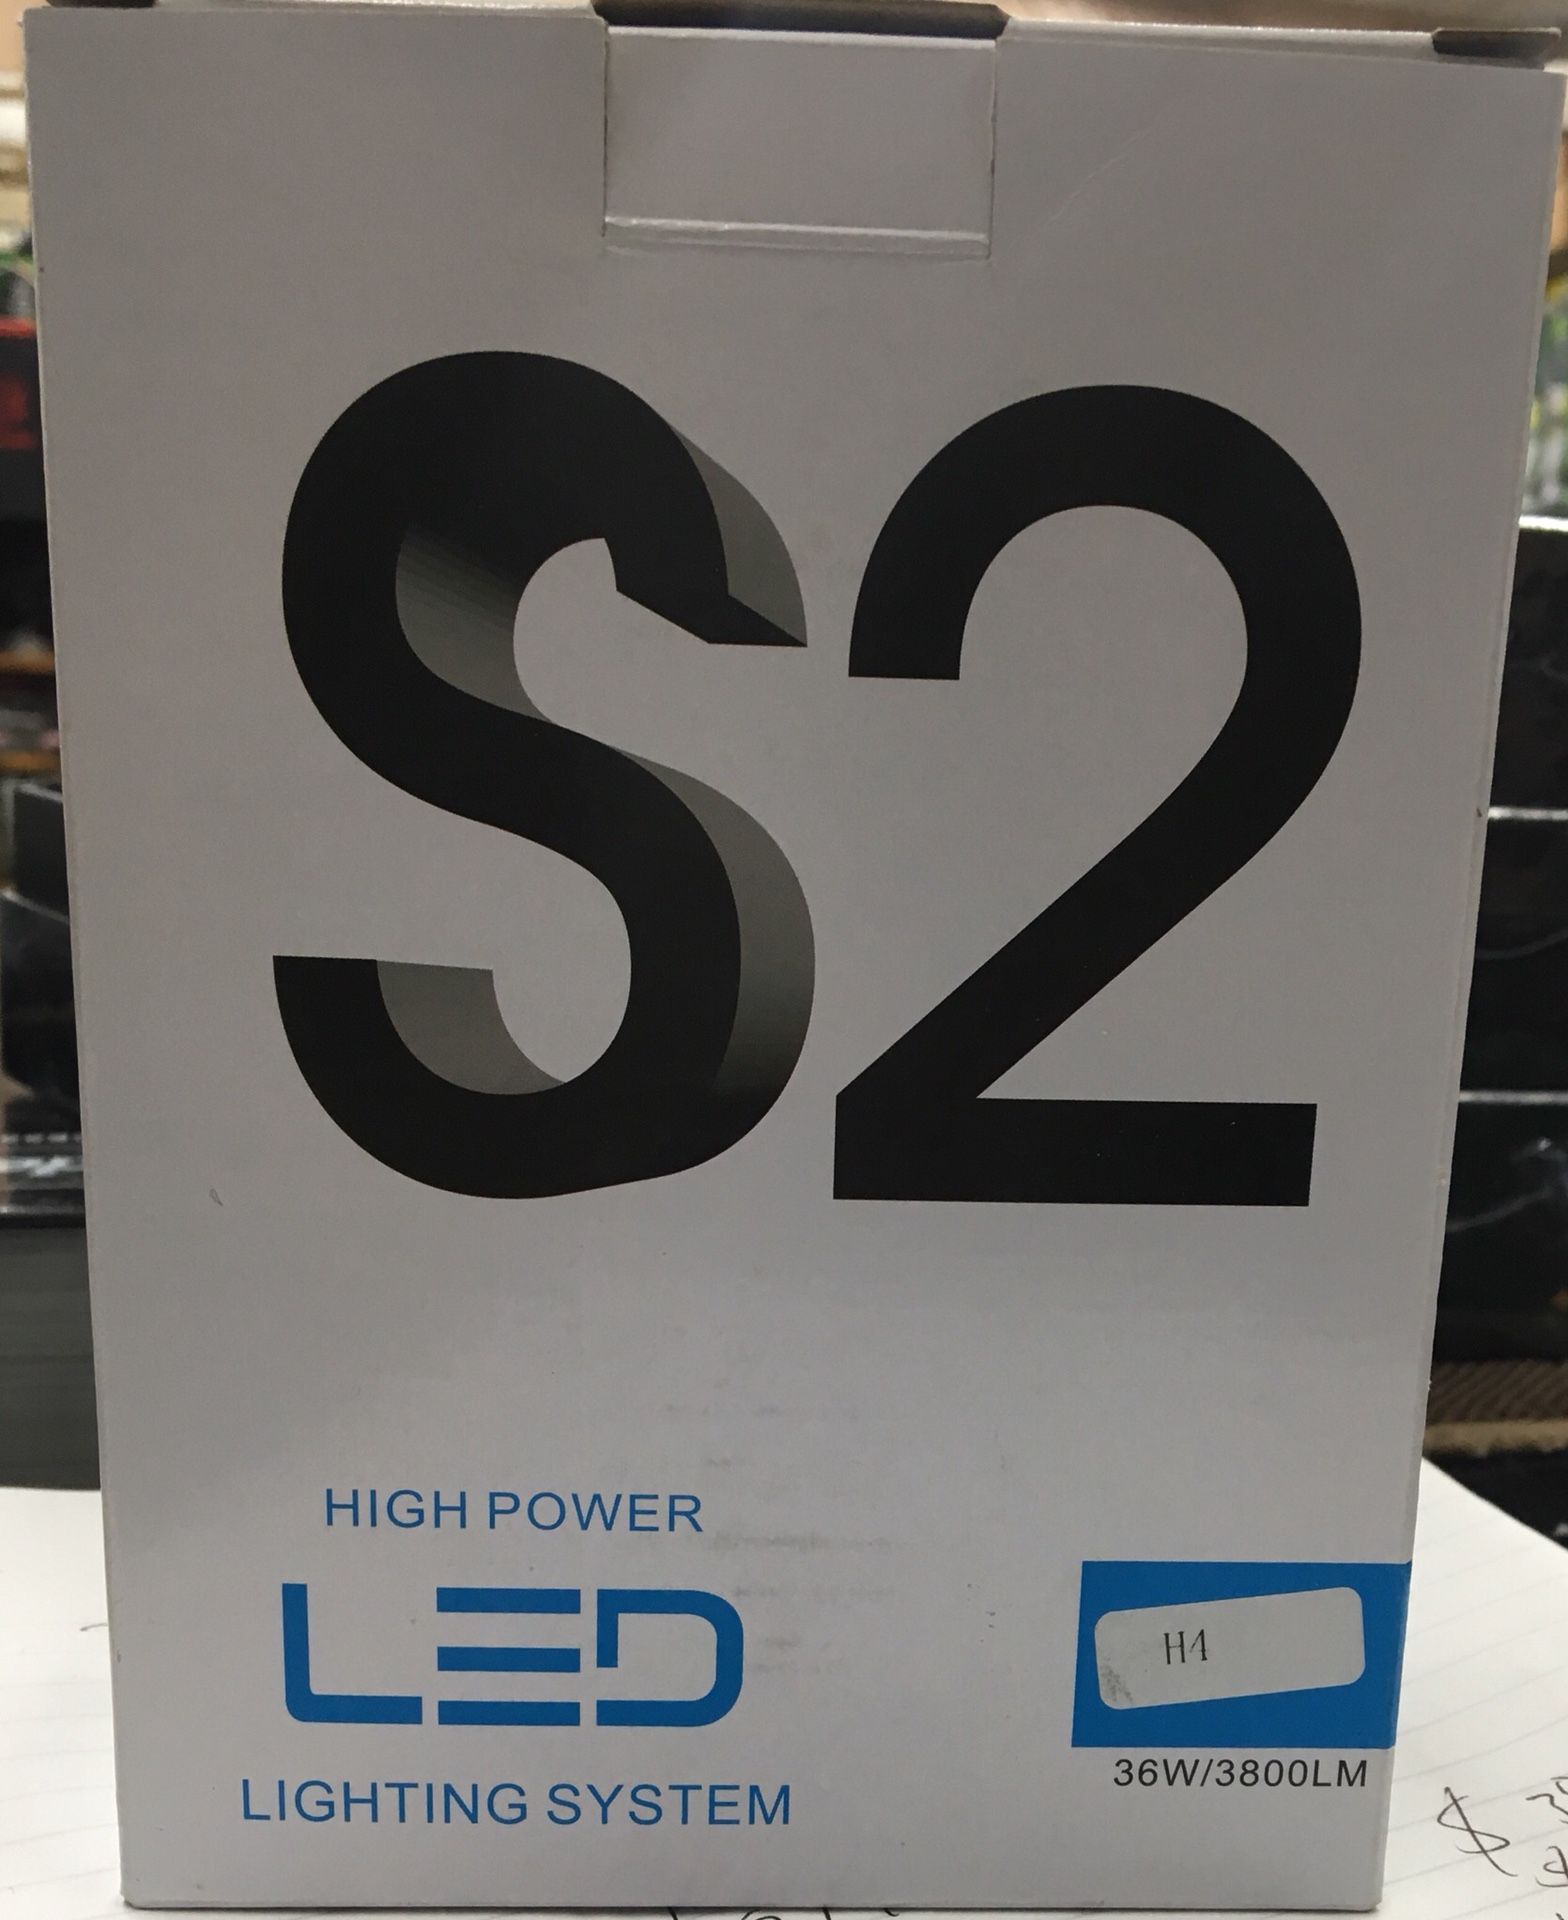 S2
HIGH POWER
LED
LIGHTING SYSTEM
H4
36W/3800LM
$